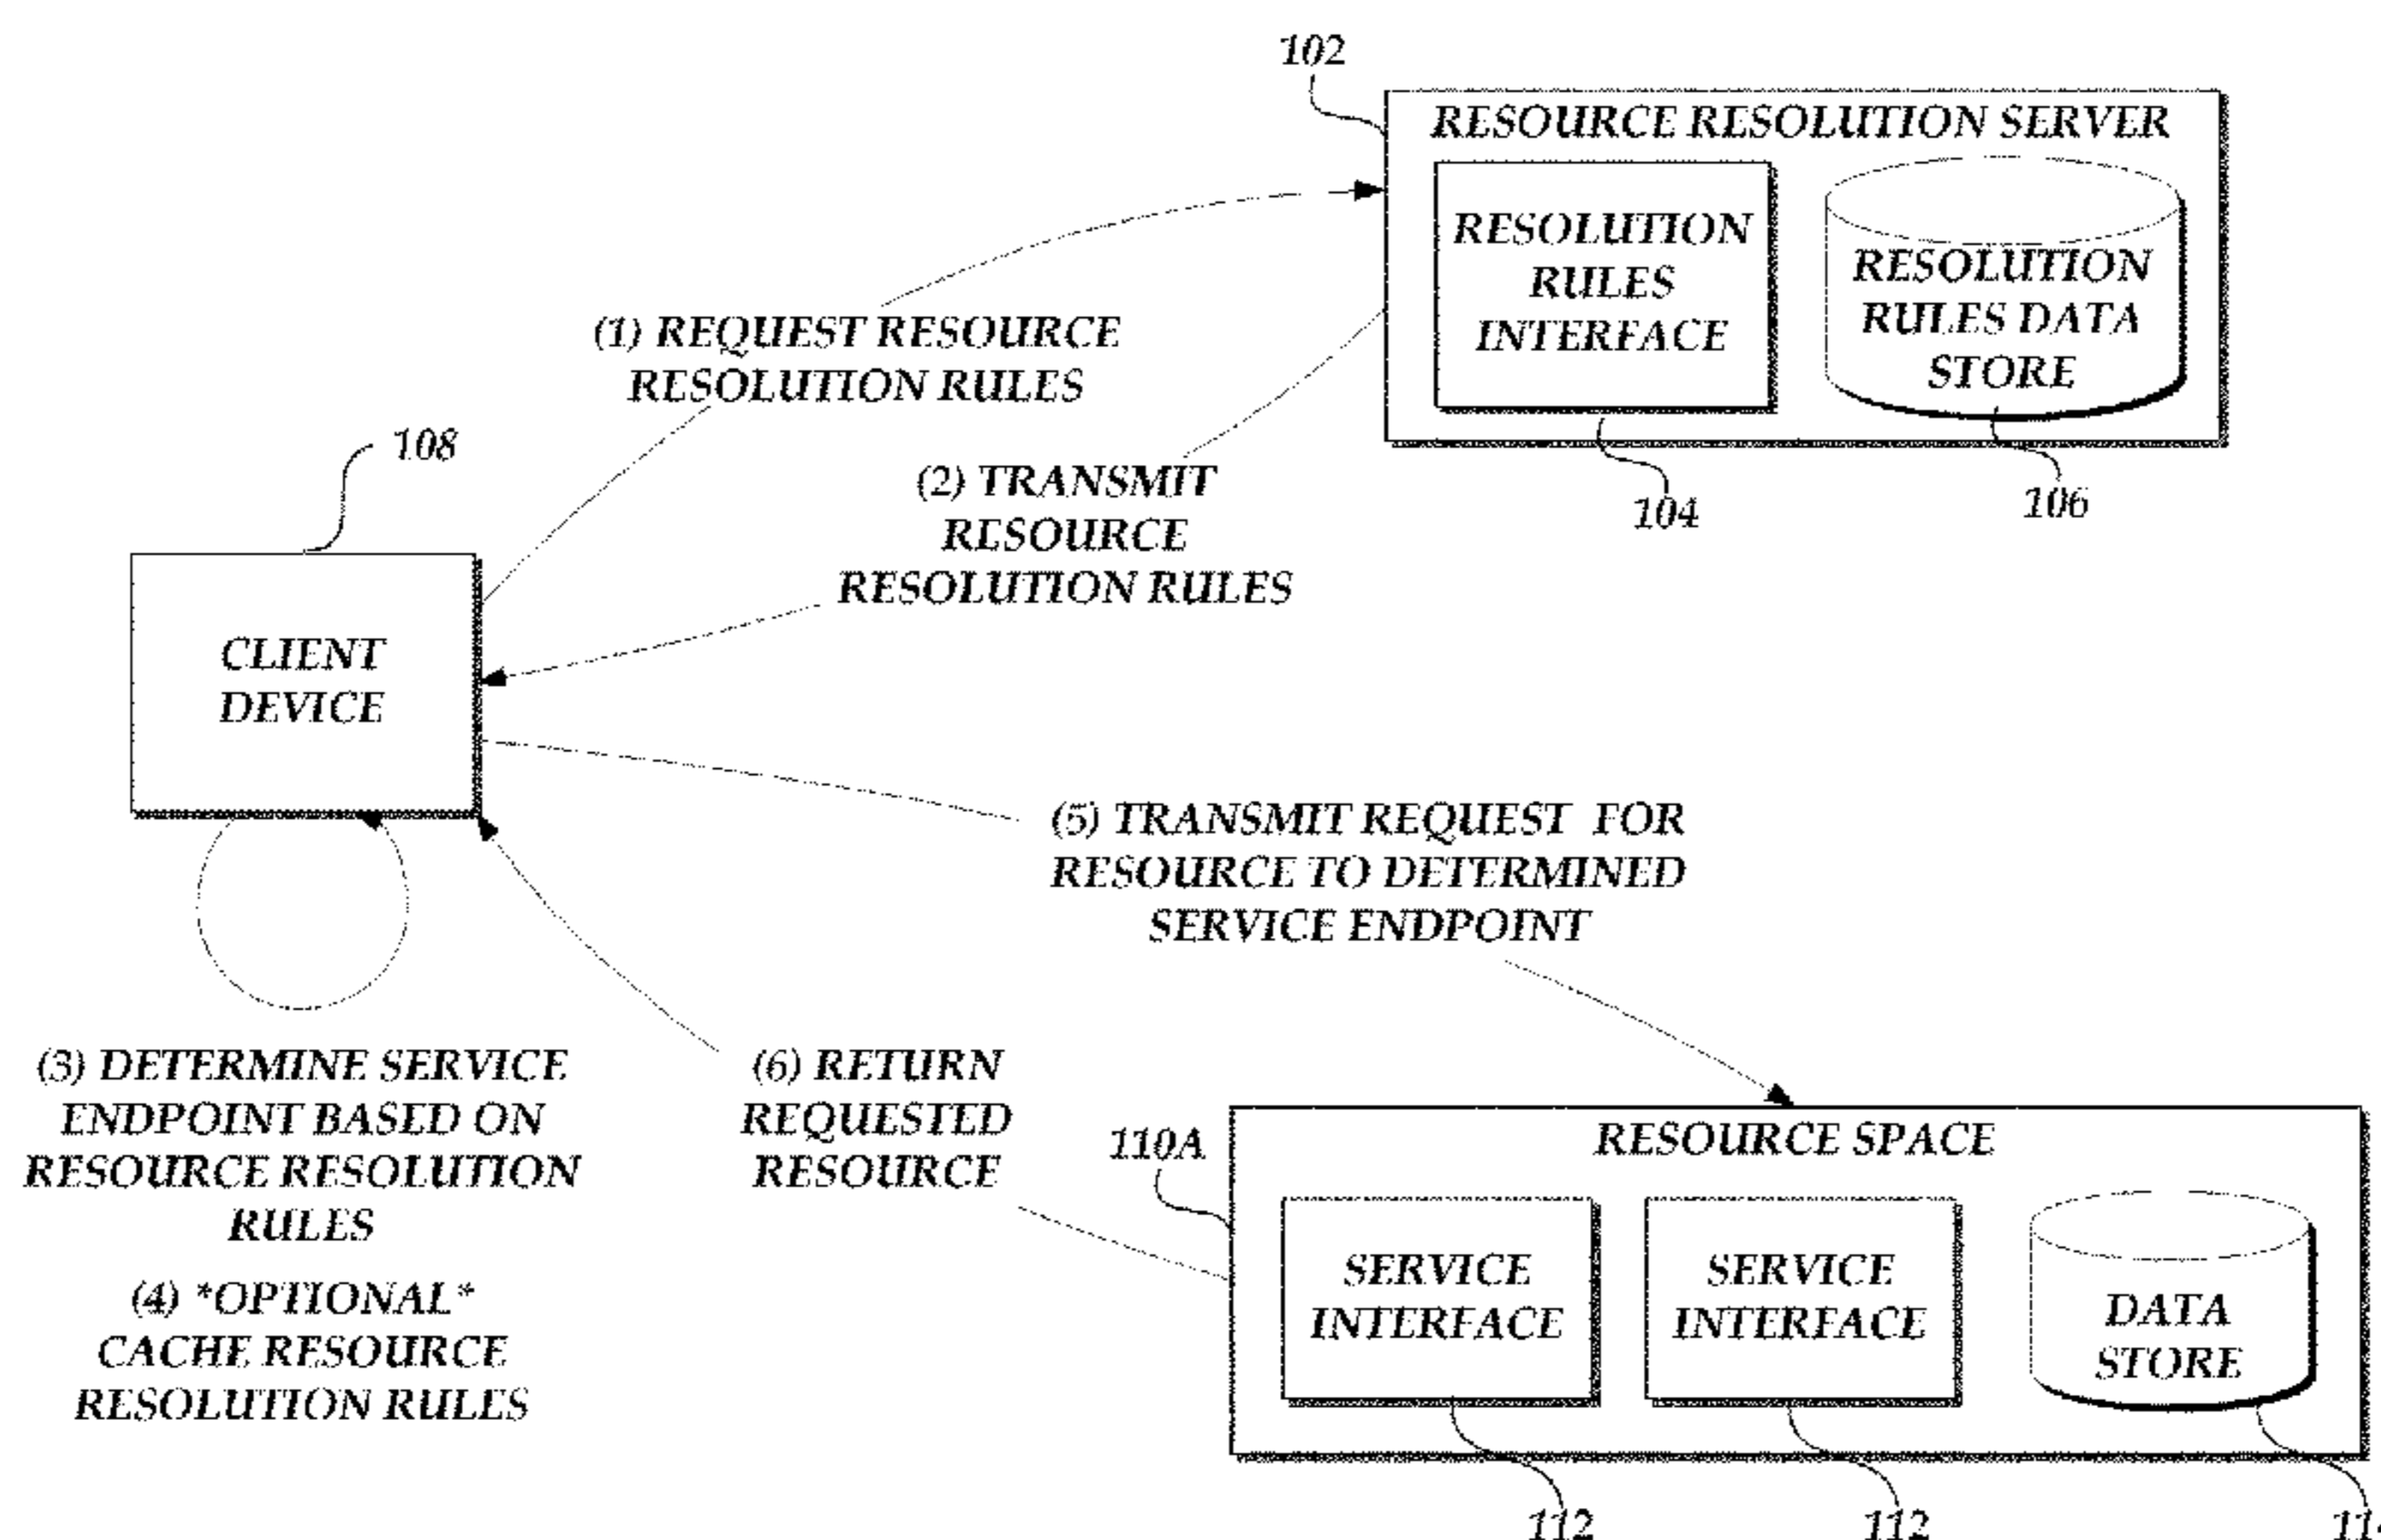 102
RESOURCE RESOLUTION SERVER
RESOLUTION
RULES
INTERFACE
RESOLUTION
RULES DATA
STORE
104
106
(1) REQUEST RESOURCE
RESOLUTION RULES
(2) TRANSMIT
RESOURCE
RESOLUTION RULES
108
CLIENT
DEVICE
(3) DETERMINE SERVICE
ENDPOINT BASED ON
RESOURCE RESOLUTION
RULES
(4) *OPTIONAL*
CACHE RESOURCE
RESOLUTION RULES
(5) TRANSMIT REQUEST FOR
RESOURCE TO DETERMINED
SERVICE ENDPOINT
(6) RETURN
REQUESTED
RESOURCE
110A
RESOURCE SPACE
SERVICE
INTERFACE
SERVICE
INTERFACE
DATA
STORE
112
112
114